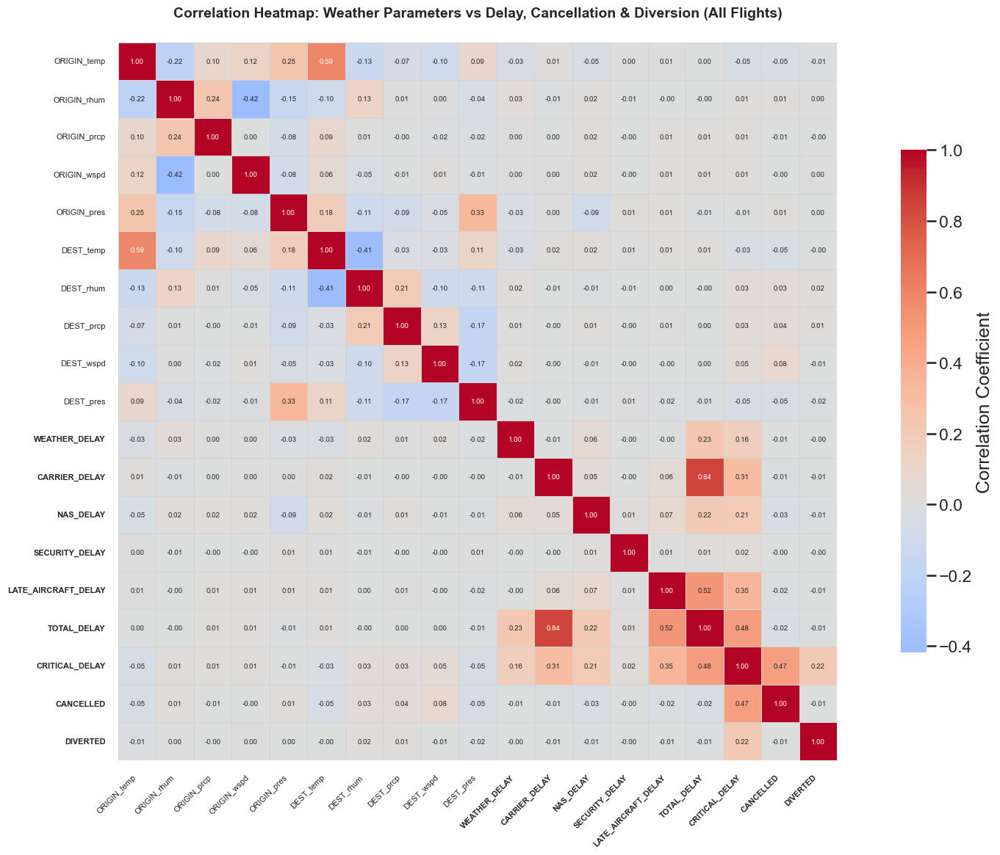 Correlation Heatmap: Weather Parameters vs Delay, Cancellation & Diversion (All Flights)
ORIGIN_temp 1.00 -0.22 0.10 0.12 0.25 0.59 -0.13 -0.07 -0.10 0.09 -0.03 0.01 -0.05 0.00 0.01 0.00 -0.05 -0.05 -0.01
ORIGIN_rhum -0.22 1.00 0.24 -0.42 -0.15 -0.10 0.13 0.01 0.00 -0.04 0.03 -0.01 0.02 -0.01 -0.00 -0.00 0.01 0.01 0.00
ORIGIN_prcp 0.10 0.24 1.00 0.00 -0.08 0.09 0.01 -0.00 -0.02 -0.02 0.00 0.00 0.02 -0.00 0.01 0.01 0.01 -0.01 -0.00
ORIGIN_wspd 0.12 -0.42 0.00 1.00 -0.08 0.06 -0.05 -0.01 0.01 -0.01 0.00 0.00 0.02 -0.00 0.01 0.01 0.01 -0.00 0.00
ORIGIN_pres 0.25 -0.15 -0.08 -0.08 1.00 0.18 -0.11 -0.09 -0.05 0.33 -0.03 0.00 -0.09 0.01 0.01 -0.01 -0.01 0.01 0.00
DEST_temp 0.59 -0.10 0.09 0.06 0.18 1.00 -0.41 -0.03 -0.03 0.11 -0.03 0.02 0.02 0.01 0.01 0.01 -0.03 -0.05 -0.00
DEST_rhum -0.13 0.13 0.01 -0.05 -0.11 -0.41 1.00 0.21 -0.10 -0.11 0.02 -0.01 -0.01 -0.01 0.00 -0.00 0.03 0.03 0.02
DEST_prcp -0.07 0.01 -0.00 -0.01 -0.09 -0.03 0.21 1.00 0.13 -0.17 0.01 -0.00 0.01 -0.00 0.01 0.00 0.03 0.04 0.01
DEST_wspd -0.10 0.00 -0.02 0.01 -0.05 -0.03 -0.10 0.13 1.00 -0.17 0.02 -0.00 -0.01 -0.00 -0.00 0.00 0.05 0.08 -0.01
DEST_pres 0.09 -0.04 -0.02 -0.01 0.33 0.11 -0.11 -0.17 -0.17 1.00 -0.02 -0.00 -0.01 0.01 -0.02 -0.01 -0.05 -0.05 -0.02
WEATHER_DELAY -0.03 0.03 0.00 0.00 -0.03 -0.03 0.02 0.01 0.02 -0.02 1.00 -0.01 0.06 -0.00 -0.00 0.23 0.16 -0.01 -0.00
CARRIER_DELAY 0.01 -0.01 0.00 0.00 0.00 0.02 -0.01 -0.00 -0.00 -0.00 -0.01 1.00 0.05 -0.00 0.06 0.84 0.31 -0.01 -0.01
NAS_DELAY -0.05 0.02 0.02 0.02 -0.09 0.02 -0.01 0.01 -0.01 -0.01 0.06 0.05 1.00 0.01 0.07 0.22 0.21 -0.03 -0.01
SECURITY_DELAY 0.00 -0.01 -0.00 -0.00 0.01 0.01 -0.01 -0.00 -0.00 0.01 -0.00 -0.00 0.01 1.00 0.01 0.01 0.02 -0.00 -0.00
LATE_AIRCRAFT_DELAY 0.01 -0.00 0.01 0.01 0.01 0.01 0.00 0.01 -0.00 -0.02 -0.00 0.06 0.07 0.01 1.00 0.52 0.35 -0.02 -0.01
TOTAL_DELAY 0.00 -0.00 0.01 0.01 -0.01 0.01 -0.00 0.00 0.00 -0.01 0.23 0.84 0.22 0.01 0.52 1.00 0.48 -0.02 -0.01
CRITICAL_DELAY -0.05 0.01 0.01 0.01 -0.01 -0.03 0.03 0.03 0.05 -0.05 0.16 0.31 0.21 0.02 0.35 0.48 1.00 0.47 0.22
CANCELLED -0.05 0.01 -0.01 -0.00 0.01 -0.05 0.03 0.04 0.08 -0.05 -0.01 -0.01 -0.03 -0.00 -0.02 -0.02 0.47 1.00 -0.01
DIVERTED -0.01 0.00 -0.00 0.00 0.00 -0.00 0.02 0.01 -0.01 -0.02 -0.00 -0.01 -0.01 -0.00 -0.01 -0.01 0.22 -0.01 1.00
ORIGIN_temp
ORIGIN_rhum
ORIGIN_prcp
ORIGIN_wspd
ORIGIN_pres
DEST_temp
DEST_rhum
DEST_prcp
DEST_wspd
DEST_pres
WEATHER_DELAY
CARRIER_DELAY
NAS_DELAY
SECURITY_DELAY
LATE_AIRCRAFT_DELAY
TOTAL_DELAY
CRITICAL_DELAY
CANCELLED
DIVERTED
1.0
0.8
0.6
0.4
0.2
0.0
−0.2
−0.4
Correlation Coefficient